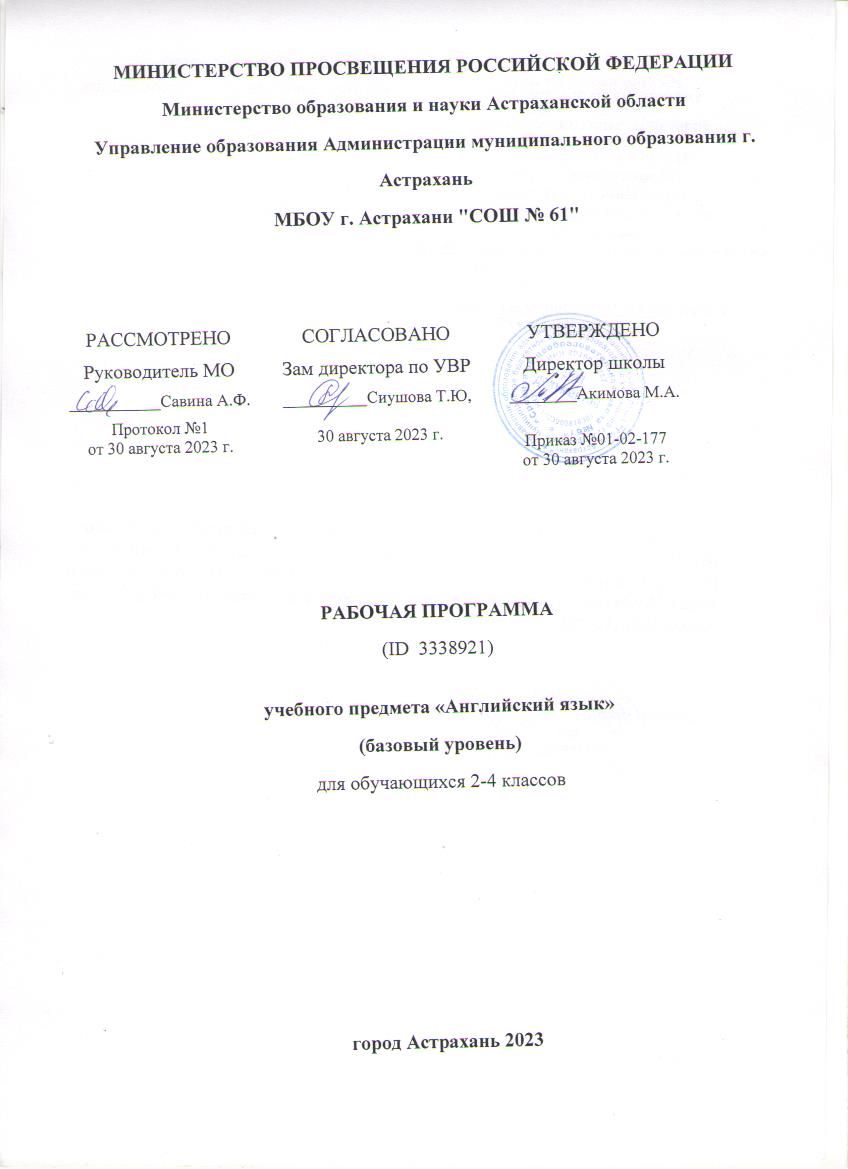 МИНИСТЕРСТВО ПРОСВЕЩЕНИЯ РОССИЙСКОЙ ФЕДЕРАЦИИ
Министерство образования и науки Астраханской области
Управление образования Администрации муниципального образования г.
Астрахань
МБОУ г. Астрахани "СОШ № 61"
РАССМОТРЕНО
Руководитель МО
___________Савина А.Ф.
Протокол №1
от 30 августа 2023 г.
СОГЛАСОВАНО
Зам директора по УВР
__________Сиушова Т.Ю,
30 августа 2023 г.
УТВЕРЖДЕНО
Директор школы
________Акимова М.А.
Приказ №01-02-177
от 30 августа 2023 г.
РАБОЧАЯ ПРОГРАММА
(ID 3338921)
учебного предмета «Английский язык»
(базовый уровень)
для обучающихся 2-4 классов
город Астрахань 2023